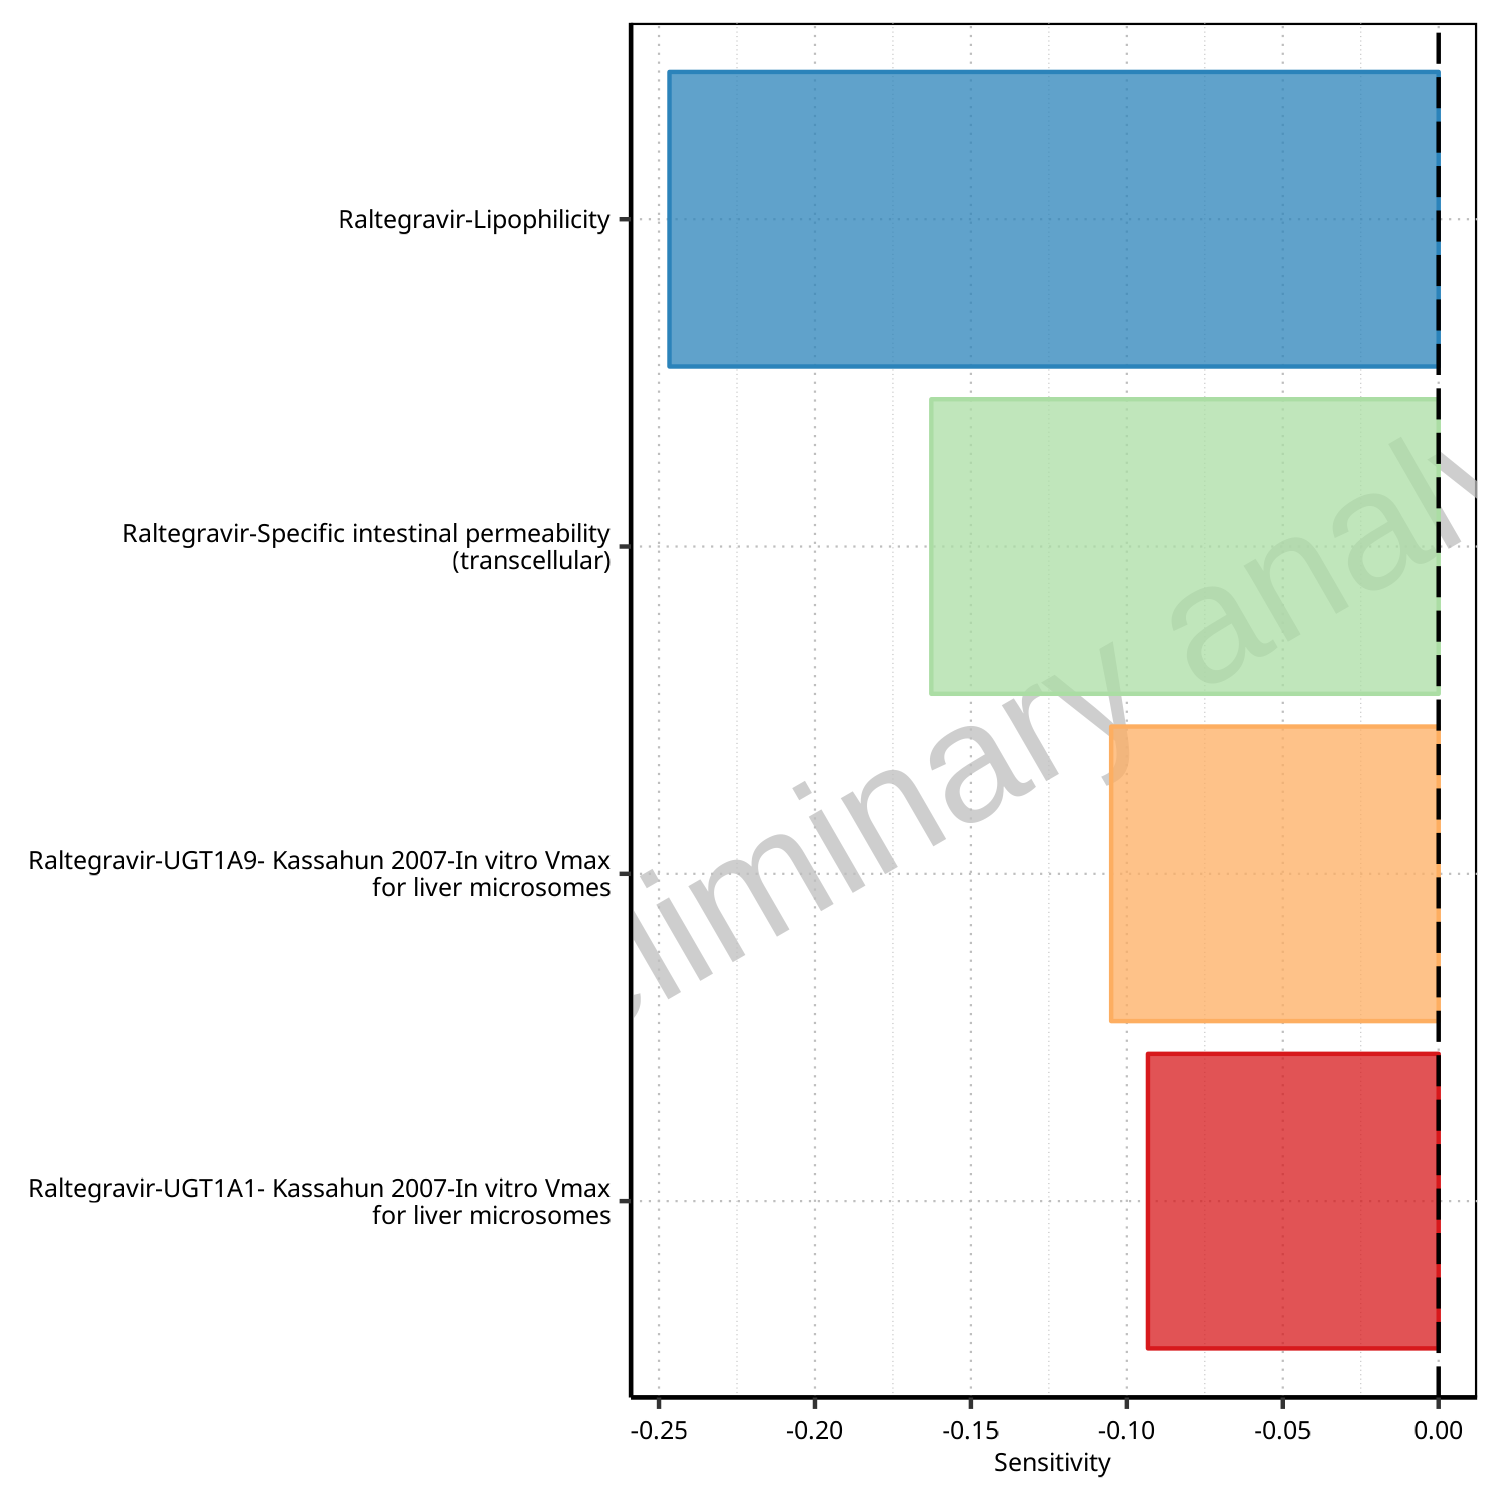 Raltegravir-Lipophilicity
Raltegravir-Specific intestinal permeability
(transcellular)
Raltegravir-UGT1A9- Kassahun 2007-In vitro Vmax
for liver microsomes
Raltegravir-UGT1A1- Kassahun 2007-In vitro Vmax
for liver microsomes
liminary analy
-0.25 -0.20 -0.15 -0.10 -0.05 0.00
Sensitivity